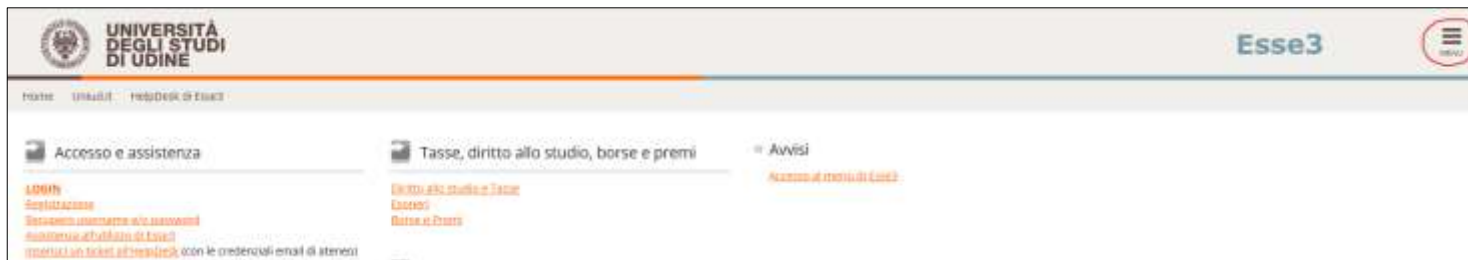 UNIVERSITÀ
DEGLI STUDI
DI UDINE
Esse3
MENU
Home Uniud.it HelpDesk di Esse3
Accesso e assistenza
LOGIN
Registrazione
Recupero username e/o password
Assistenza all'utilizzo di Esse3
Inserisci un ticket all'HelpDesk (con le credenziali email di ateneo)
Tasse, diritto allo studio, borse e premi
Diritto allo studio e Tasse
Esoneri
Borse e Premi
Avvisi
Accesso al menu di Esse3